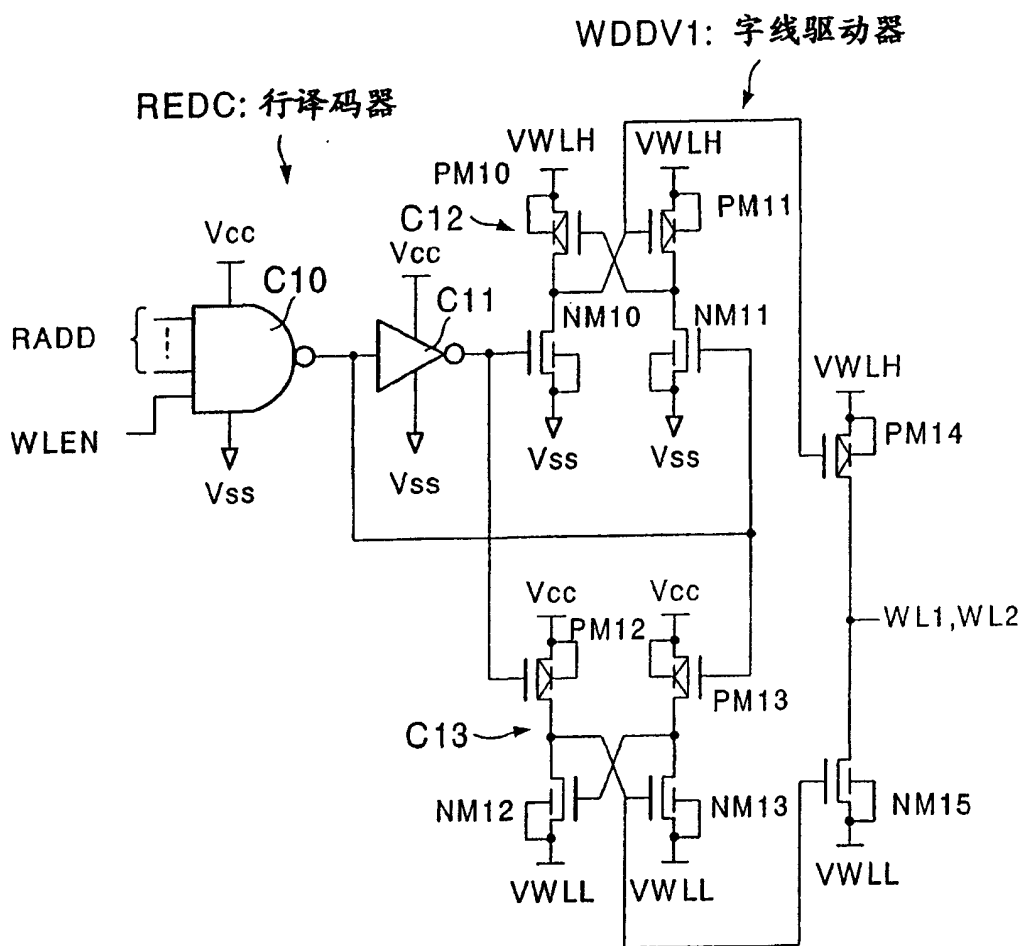 WDDV1: 字线驱动器
REDC: 行译码器
VWLH
VWLH
PM10
PM11
C12
Vcc
Vcc
C10
C11
NM10
NM11
RADD
VWLH
WLEN
PM14
Vss
Vss
Vss
Vss
Vcc
Vcc
PM12
WL1,WL2
PM13
C13
NM12
NM13
NM15
VWLL
VWLL
VWLL